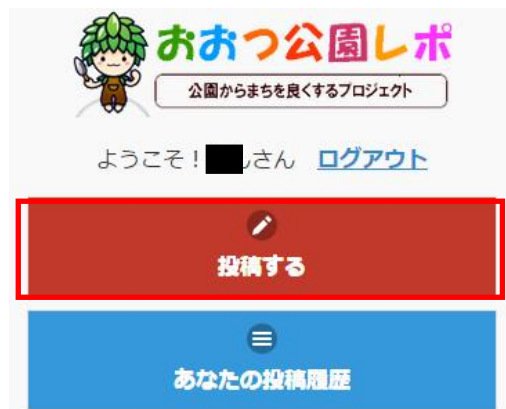 おおつ公園レポ
公園からまちを良くするプロジェクト
ようこそ！んさん ログアウト
投稿する
あなたの投稿履歴